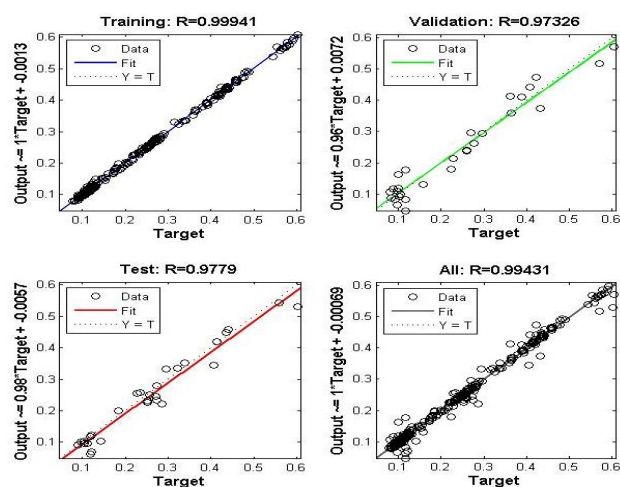 Training: R=0.99941
Output ~= 1*Target + -0.0013
Data
Fit
Y = T
0.6
0.5
0.4
0.3
0.2
0.1
0.1 0.2 0.3 0.4 0.5 0.6
Target
Validation: R=0.97326
Output ~= 0.96*Target + 0.0072
Data
Fit
Y = T
0.6
0.5
0.4
0.3
0.2
0.1
0.1 0.2 0.3 0.4 0.5 0.6
Target
Test: R=0.9779
Output ~= 0.98*Target + -0.0057
Data
Fit
Y = T
0.6
0.5
0.4
0.3
0.2
0.1
0.1 0.2 0.3 0.4 0.5 0.6
Target
All: R=0.99431
Output ~= 1*Target + -0.00069
Data
Fit
Y = T
0.6
0.5
0.4
0.3
0.2
0.1
0.1 0.2 0.3 0.4 0.5 0.6
Target